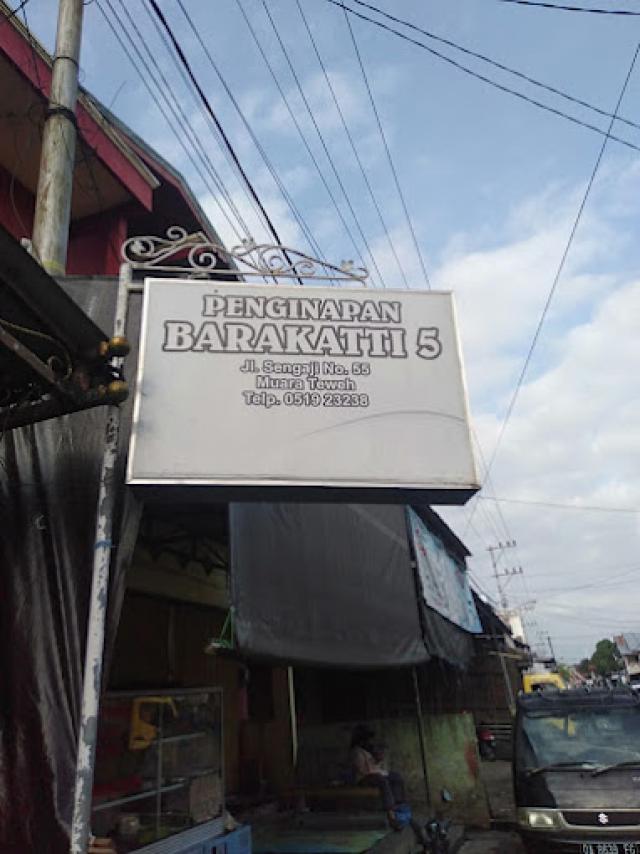 PENGINAPAN
BARAKATTI 5
Jl. Sengaji No. 55
Muara Teweh
Telp. 0519 23238